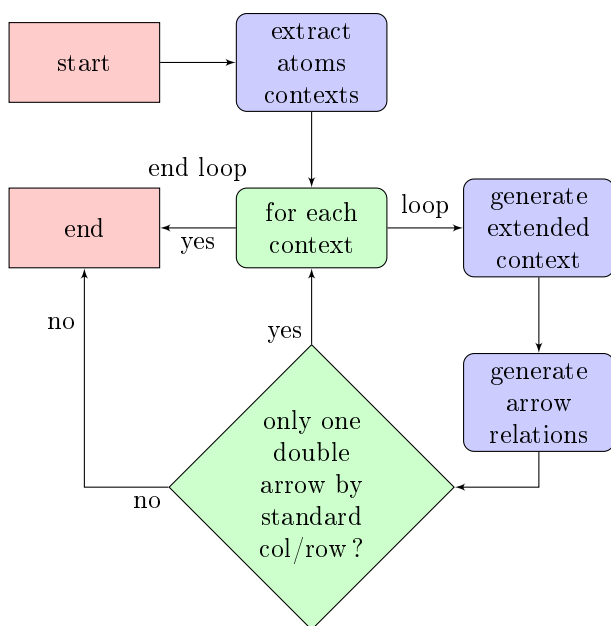 start
extract
atoms
contexts
end loop
end
yes
for each
context
loop
generate
extended
context
no
yes
generate
arrow
relations
only one
double
arrow by
standard
col/row ?
no